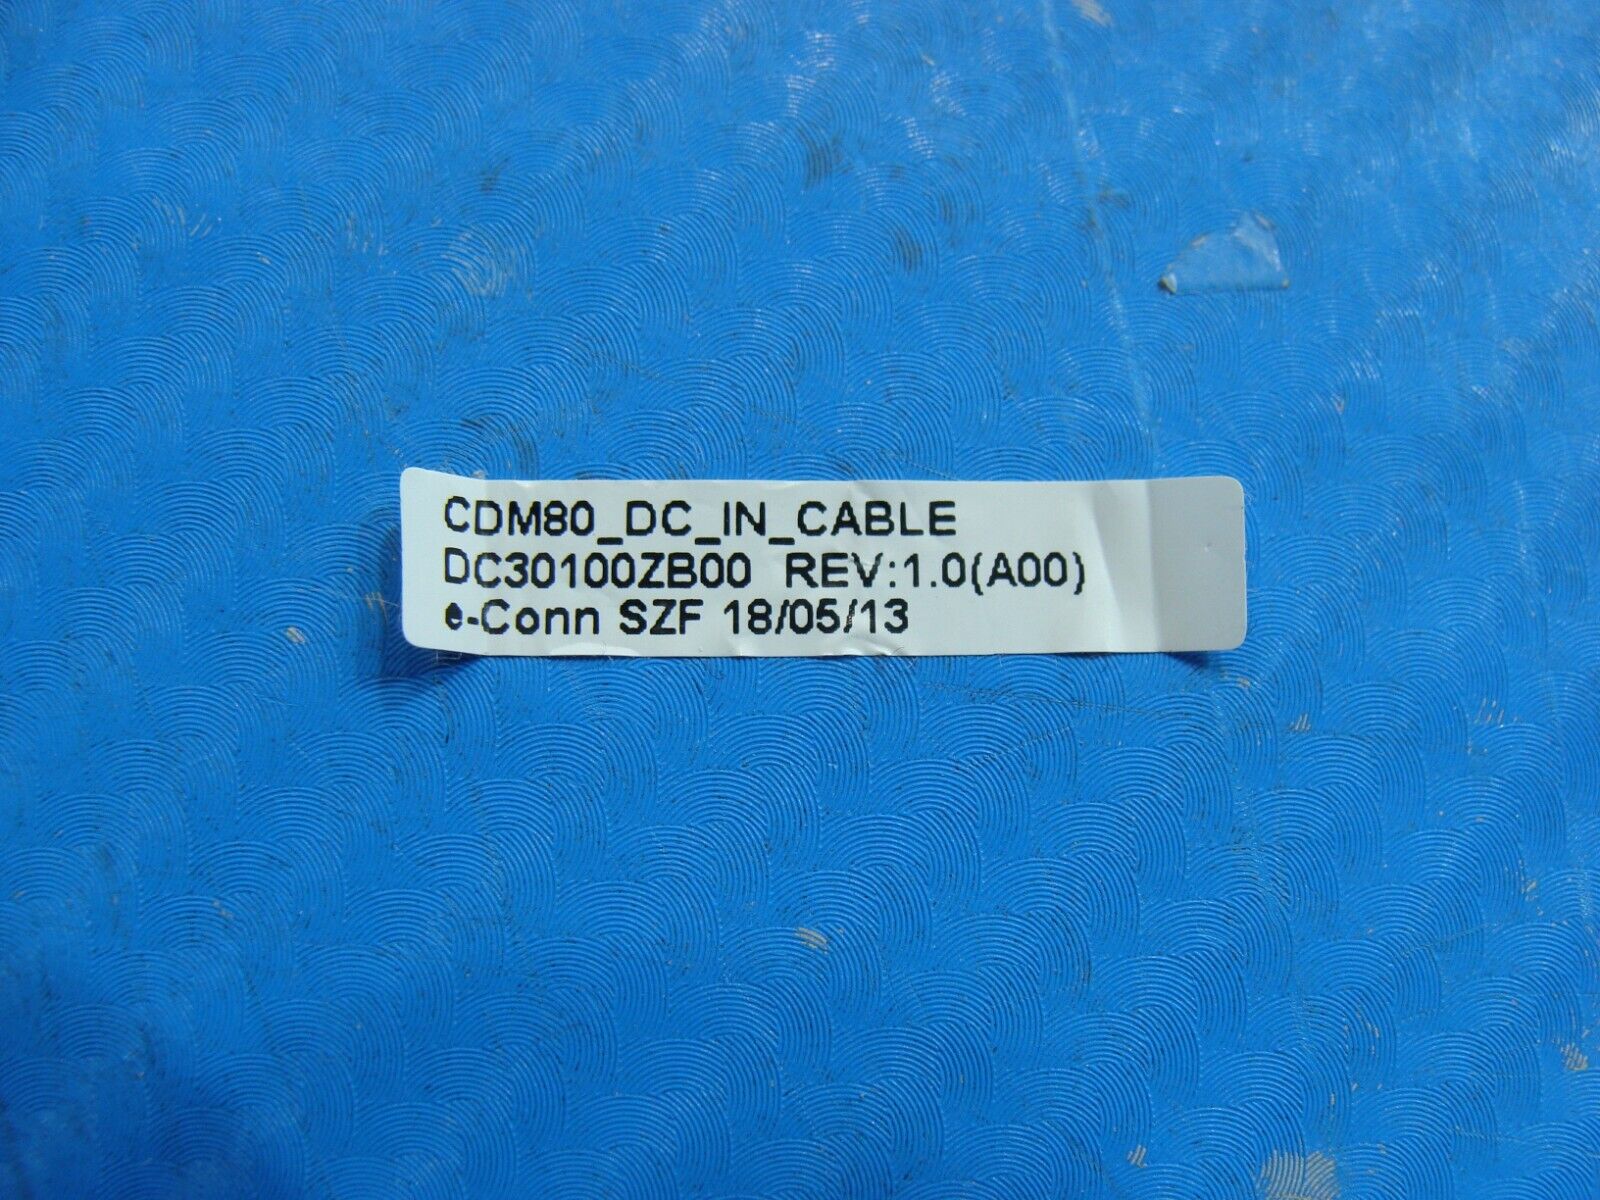 CDM80_DC_IN_CABLE
DC30100ZB00 REV:1.0(A00)
e-Conn SZF 18/05/13